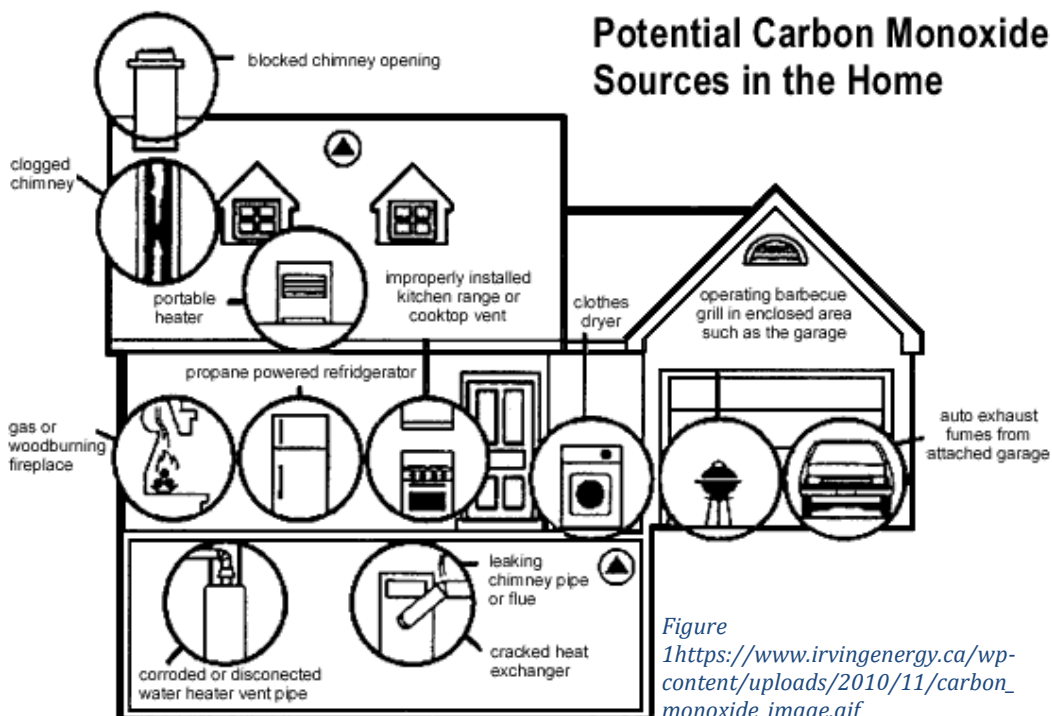 Potential Carbon Monoxide
Sources in the Home
blocked chimney opening
clogged
chimney
portable
heater
improperly installed
kitchen range or
cooktop vent
clothes
dryer
operating barbecue
grill in enclosed area
such as the garage
propane powered refridgerator
gas or
woodburning
fireplace
auto exhaust
fumes from
attached garage
leaking
chimney pipe
or flue
cracked heat
exchanger
corroded or disconected
water heater vent pipe
Figure
1https://www.irvingenergy.ca/wp-
content/uploads/2010/11/carbon_
monoxide_image.gif